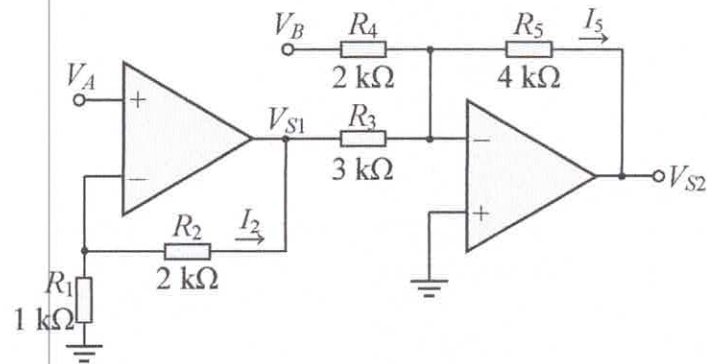 V_B R_4 R_5 I_5
2 kΩ 4 kΩ
V_A + − V_S1 R_3 − + V_S2
3 kΩ
R_2 I_2
2 kΩ
R_1
1 kΩ